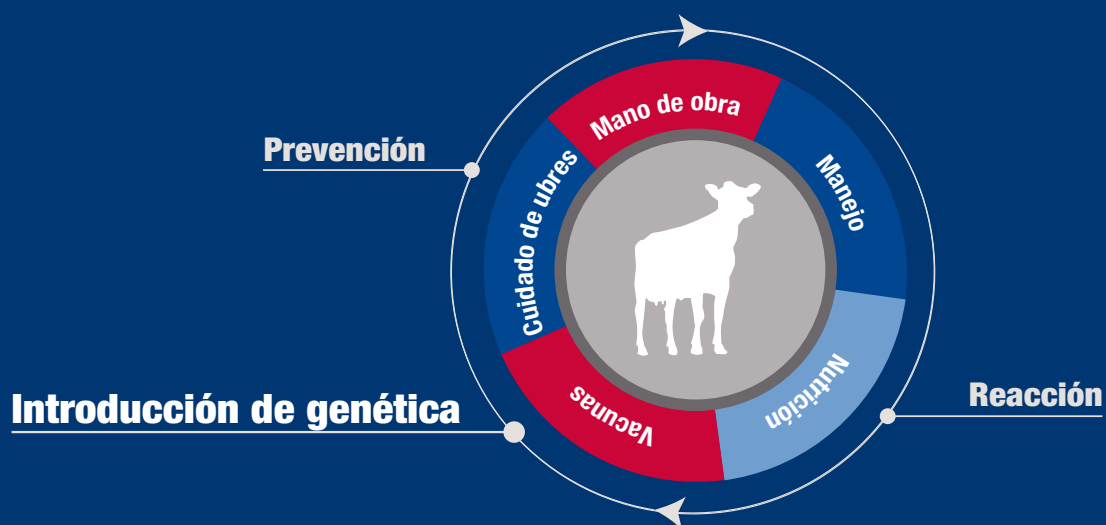 Mano de obra
Prevención
Manejo
Cuidado de ubres
Nutrición
Reacción
Vacunas
Introducción de genética